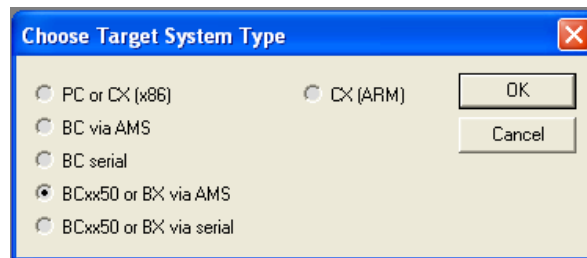 Choose Target System Type
PC or CX (x86)
CX (ARM)
OK
BC via AMS
Cancel
BC serial
BCxx50 or BX via AMS
BCxx50 or BX via serial